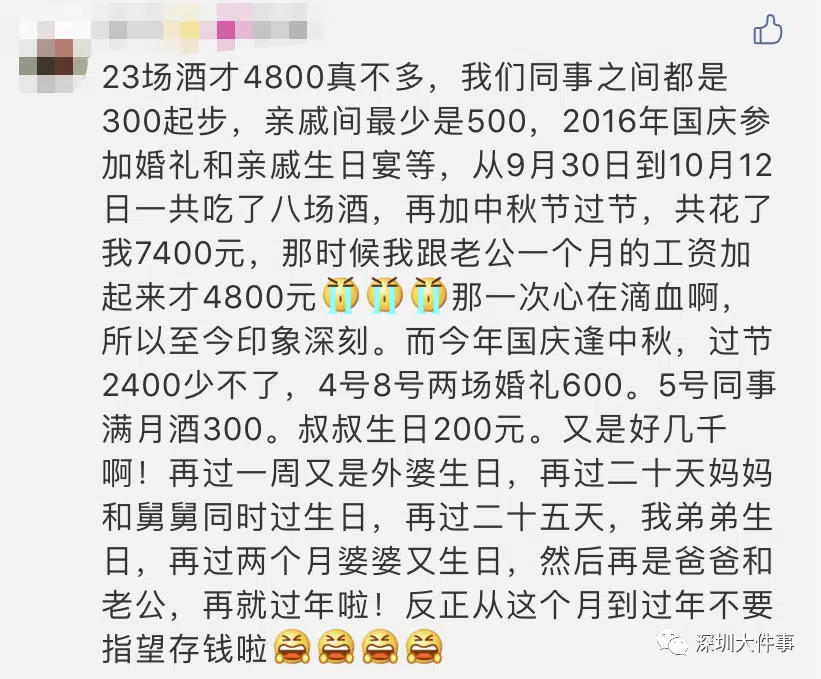 23场酒才4800真不多，我们同事之间都是
300起步，亲戚间最少是500，2016年国庆参
加婚礼和亲戚生日宴等，从9月30日到10月12
日一共吃了八场酒，再加中秋节过节，共花了
我7400元，那时候我跟老公一个月的工资加
起来才4800元😭😭😭那一次心在滴血啊，
所以至今印象深刻。而今年国庆逢中秋，过节
2400少不了，4号8号两场婚礼600。5号同事
满月酒300。叔叔生日200元。又是好几千
啊！再过一周又是外婆生日，再过二十天妈妈
和舅舅同时过生日，再过二十五天，我弟弟生
日，再过两个月婆婆又生日，然后再是爸爸和
老公，再就过年啦！反正从这个月到过年不要
指望存钱啦😆😆😆😆
深圳大件事